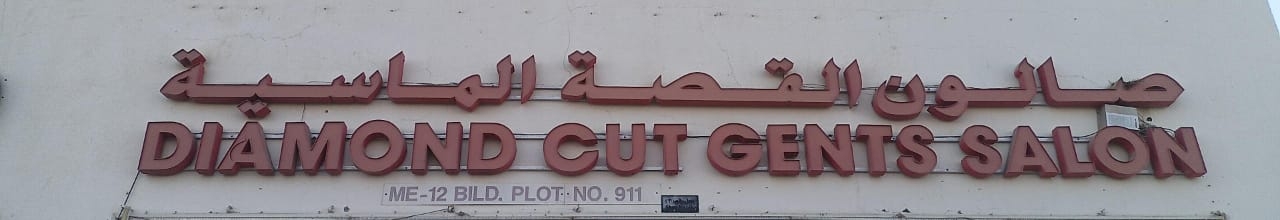 صالون القصة الماسية
DIAMOND CUT GENTS SALON
ME-12 BILD. PLOT NO. 911